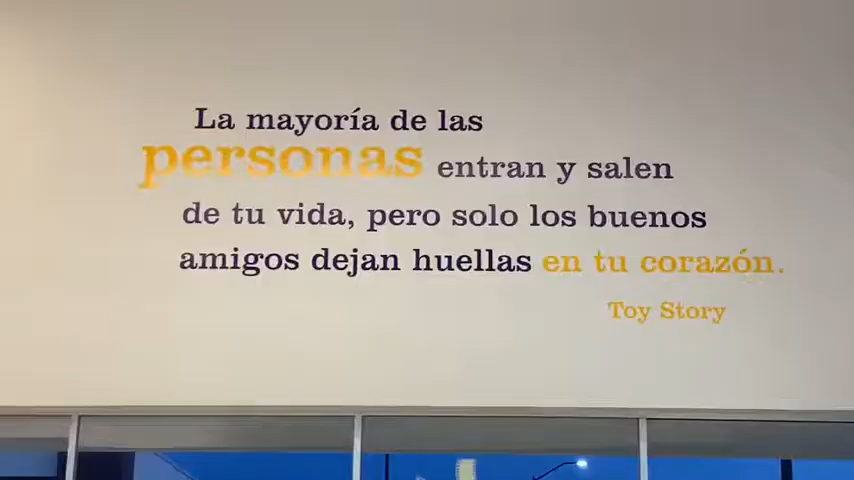 La mayoría de las
personas entran y salen
de tu vida, pero solo los buenos
amigos dejan huellas en tu corazón.
Toy Story